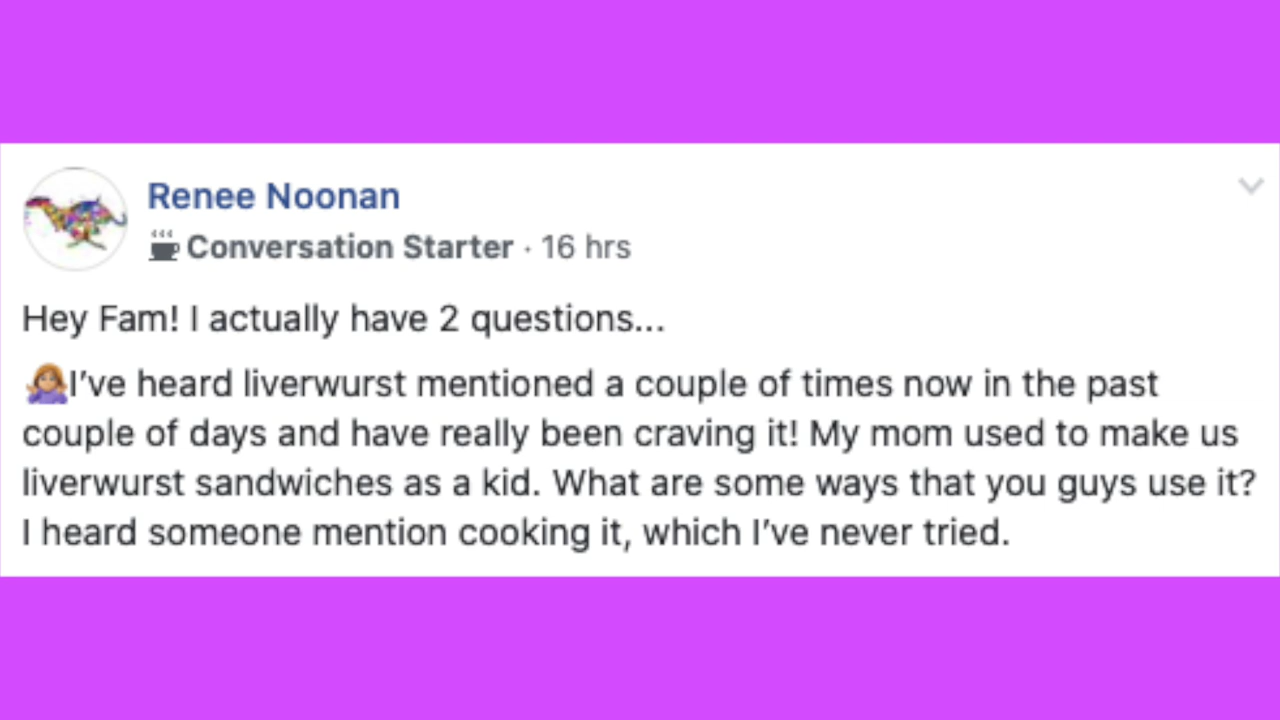 Renee Noonan
Conversation Starter · 16 hrs
Hey Fam! I actually have 2 questions...
🤷🏽‍♀️I’ve heard liverwurst mentioned a couple of times now in the past
couple of days and have really been craving it! My mom used to make us
liverwurst sandwiches as a kid. What are some ways that you guys use it?
I heard someone mention cooking it, which I’ve never tried.